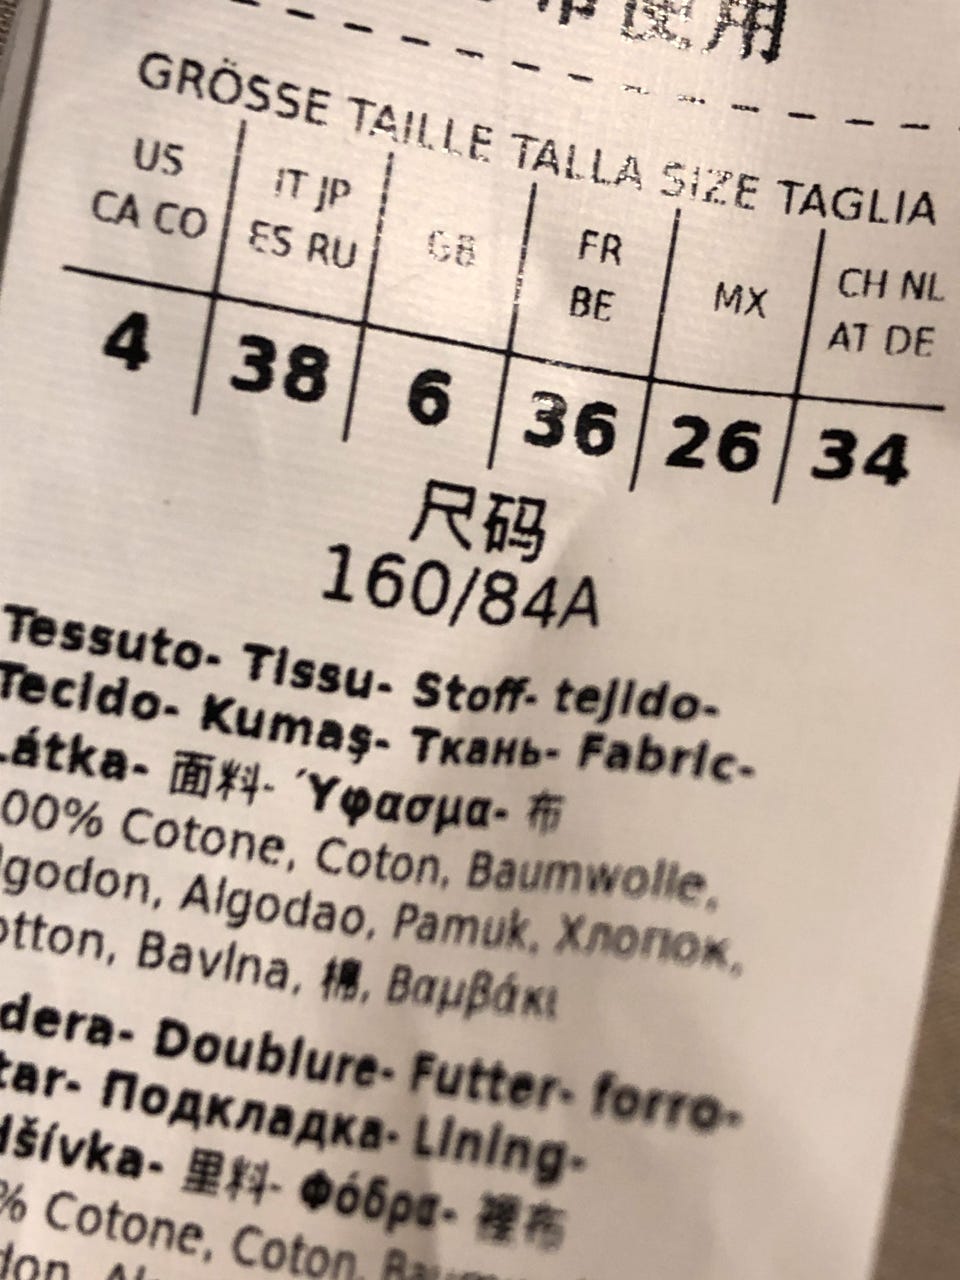 使用
GRÖSSE TAILLE TALLA SIZE TAGLIA
US CA CO | IT JP ES RU | GB | FR BE | MX | CH NL AT DE
4 | 38 | 6 | 36 | 26 | 34
尺码
160/84A
Tessuto- Tissu- Stoff- tejido-
Tecido- Kumaş- Ткань- Fabric-
Látka- 面料- Ύφασμα- 布
00% Cotone, Coton, Baumwolle,
lgodon, Algodao, Pamuk, Хлопок,
otton, Bavlna, 棉, Βαμβάκι
dera- Doublure- Futter- forro-
tar- Подкладка- Lining-
dšívka- 里料- Φόδρα- 裡布
% Cotone, Coton,